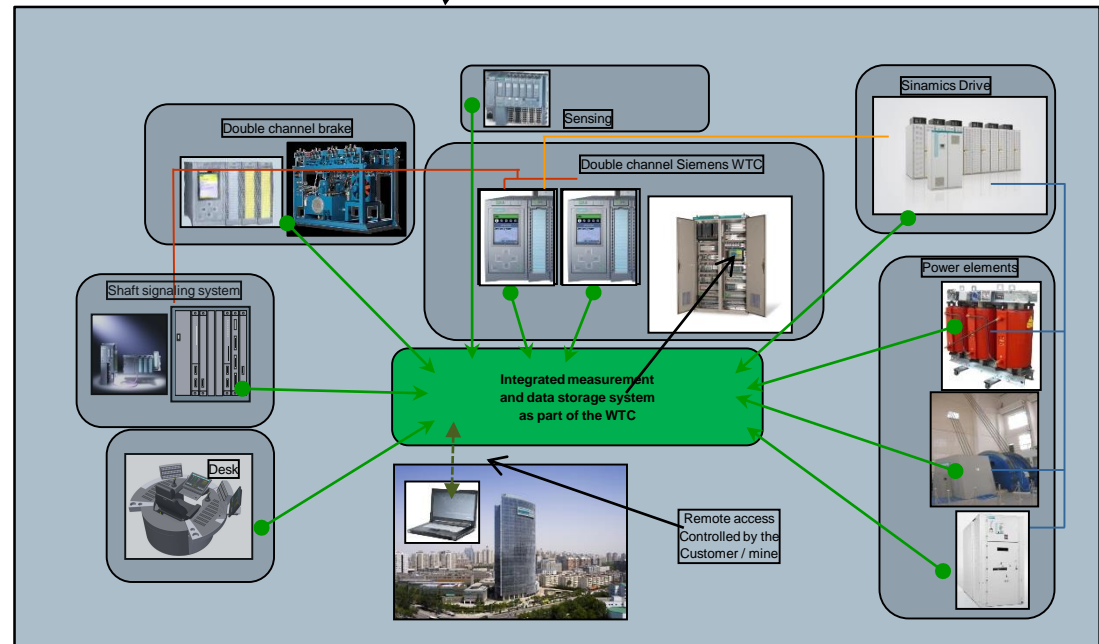 Sinamics Drive
Sensing
Double channel brake
Double channel Siemens WTC
Power elements
Shaft signaling system
Integrated measurement
and data storage system
as part of the WTC
Desk
Remote access
Controlled by the
Customer / mine